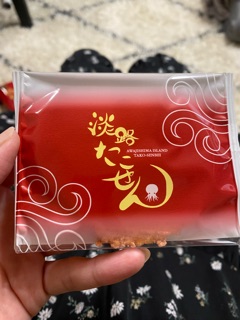 淡路
AWAJISHIMA ISLAND
TAKO-SENBEI
たこせん